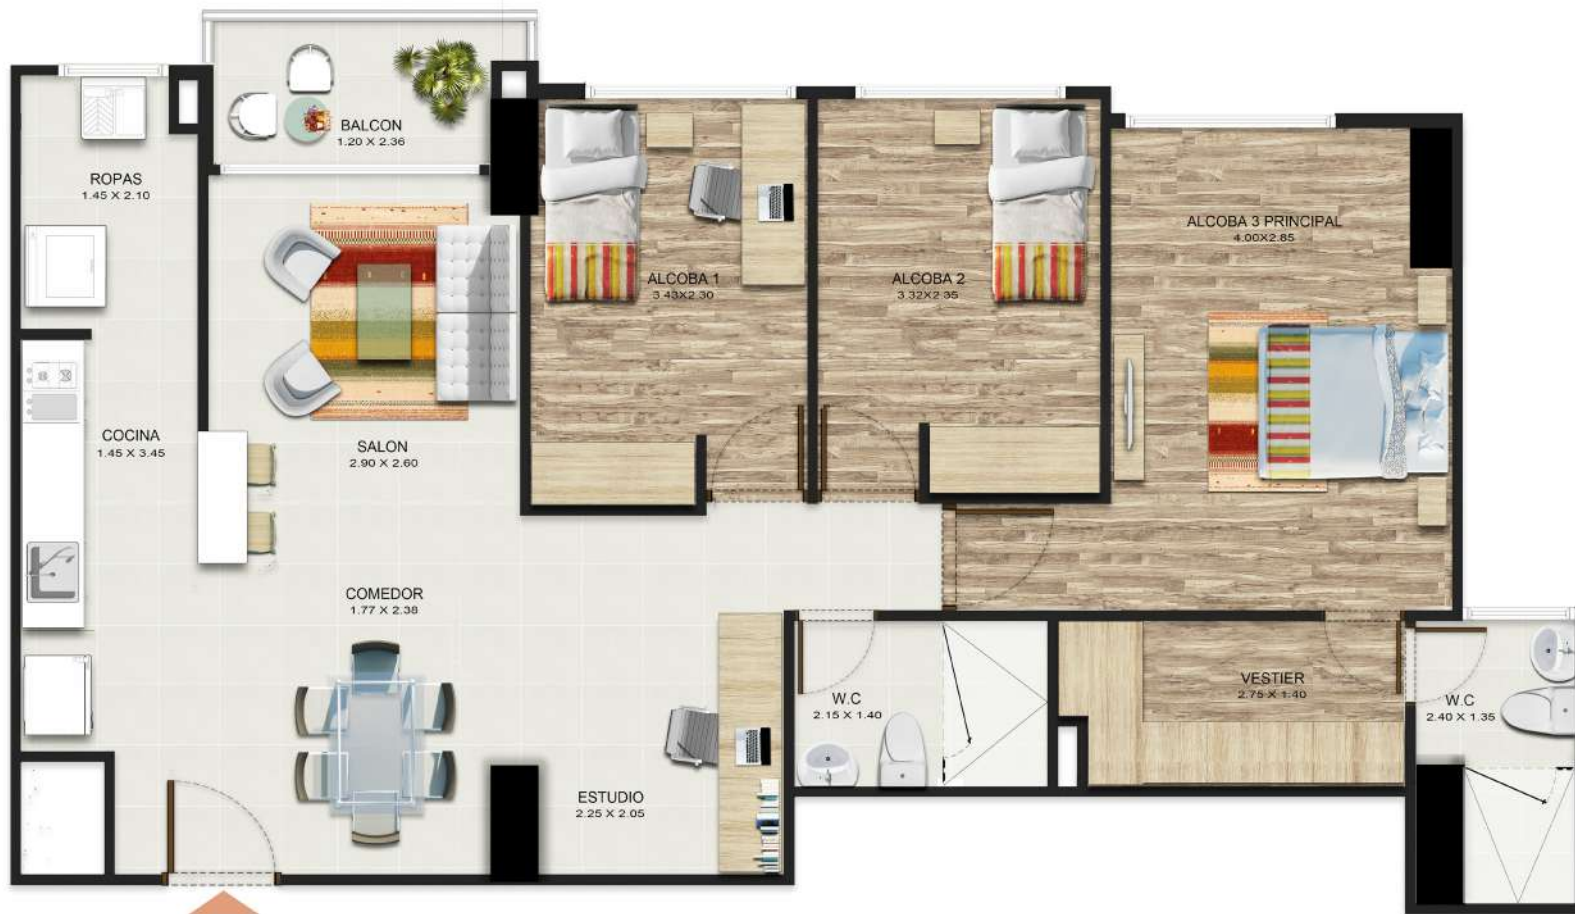 BALCON
1.20 X 2.36
ROPAS
1.45 X 2.10
ALCOBA 3 PRINCIPAL
4.00X2.85
ALCOBA 1
3.43X2.30
ALCOBA 2
3.32X2.35
COCINA
1.45 X 3.45
SALON
2.90 X 2.60
COMEDOR
1.77 X 2.38
VESTIER
2.75 X 1.40
W.C
2.15 X 1.40
W.C
2.40 X 1.35
ESTUDIO
2.25 X 2.05